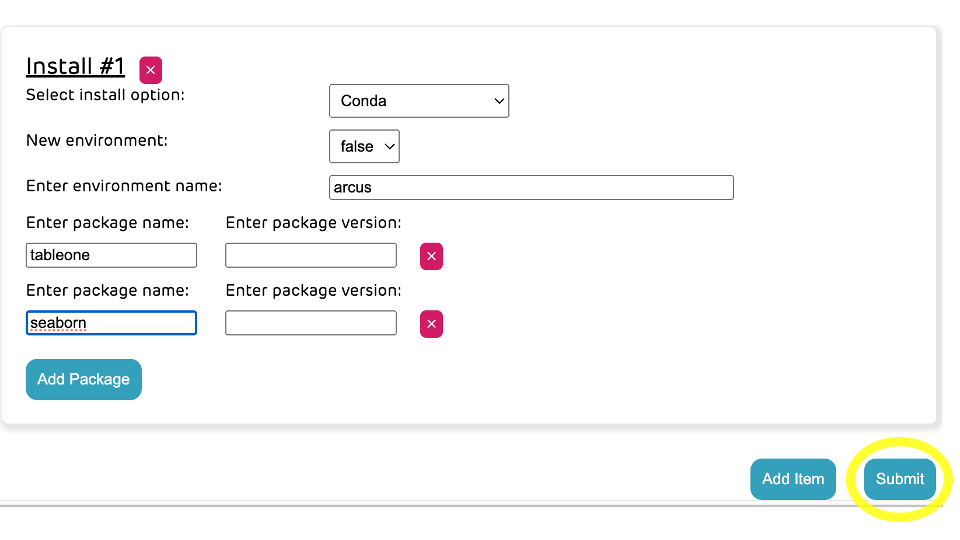 Install #1 ×
Select install option: Conda
New environment: false
Enter environment name: arcus
Enter package name: Enter package version:
tableone ×
Enter package name: Enter package version:
seaborn ×
Add Package
Add Item Submit